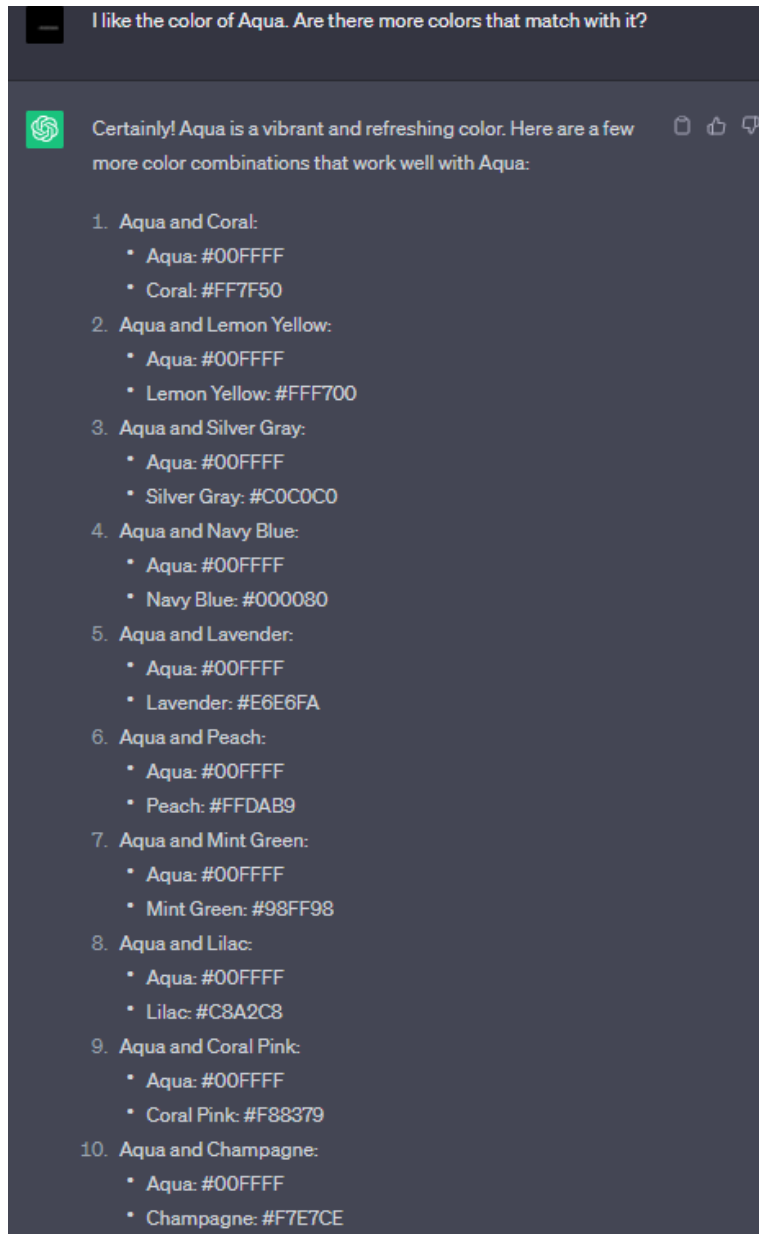 I like the color of Aqua. Are there more colors that match with it?
Certainly! Aqua is a vibrant and refreshing color. Here are a few
more color combinations that work well with Aqua:
1. Aqua and Coral:
• Aqua: #00FFFF
• Coral: #FF7F50
2. Aqua and Lemon Yellow:
• Aqua: #00FFFF
• Lemon Yellow: #FFF700
3. Aqua and Silver Gray:
• Aqua: #00FFFF
• Silver Gray: #C0C0C0
4. Aqua and Navy Blue:
• Aqua: #00FFFF
• Navy Blue: #000080
5. Aqua and Lavender:
• Aqua: #00FFFF
• Lavender: #E6E6FA
6. Aqua and Peach:
• Aqua: #00FFFF
• Peach: #FFDAB9
7. Aqua and Mint Green:
• Aqua: #00FFFF
• Mint Green: #98FF98
8. Aqua and Lilac:
• Aqua: #00FFFF
• Lilac: #C8A2C8
9. Aqua and Coral Pink:
• Aqua: #00FFFF
• Coral Pink: #F88379
10. Aqua and Champagne:
• Aqua: #00FFFF
• Champagne: #F7E7CE